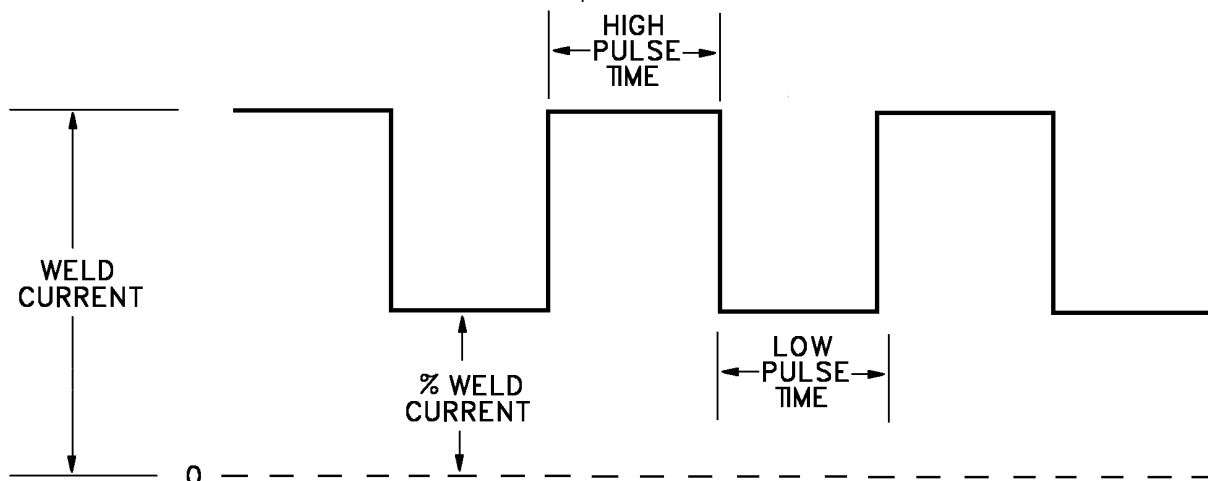 HIGH
PULSE
TIME
WELD
CURRENT
% WELD
CURRENT
LOW
PULSE
TIME
0